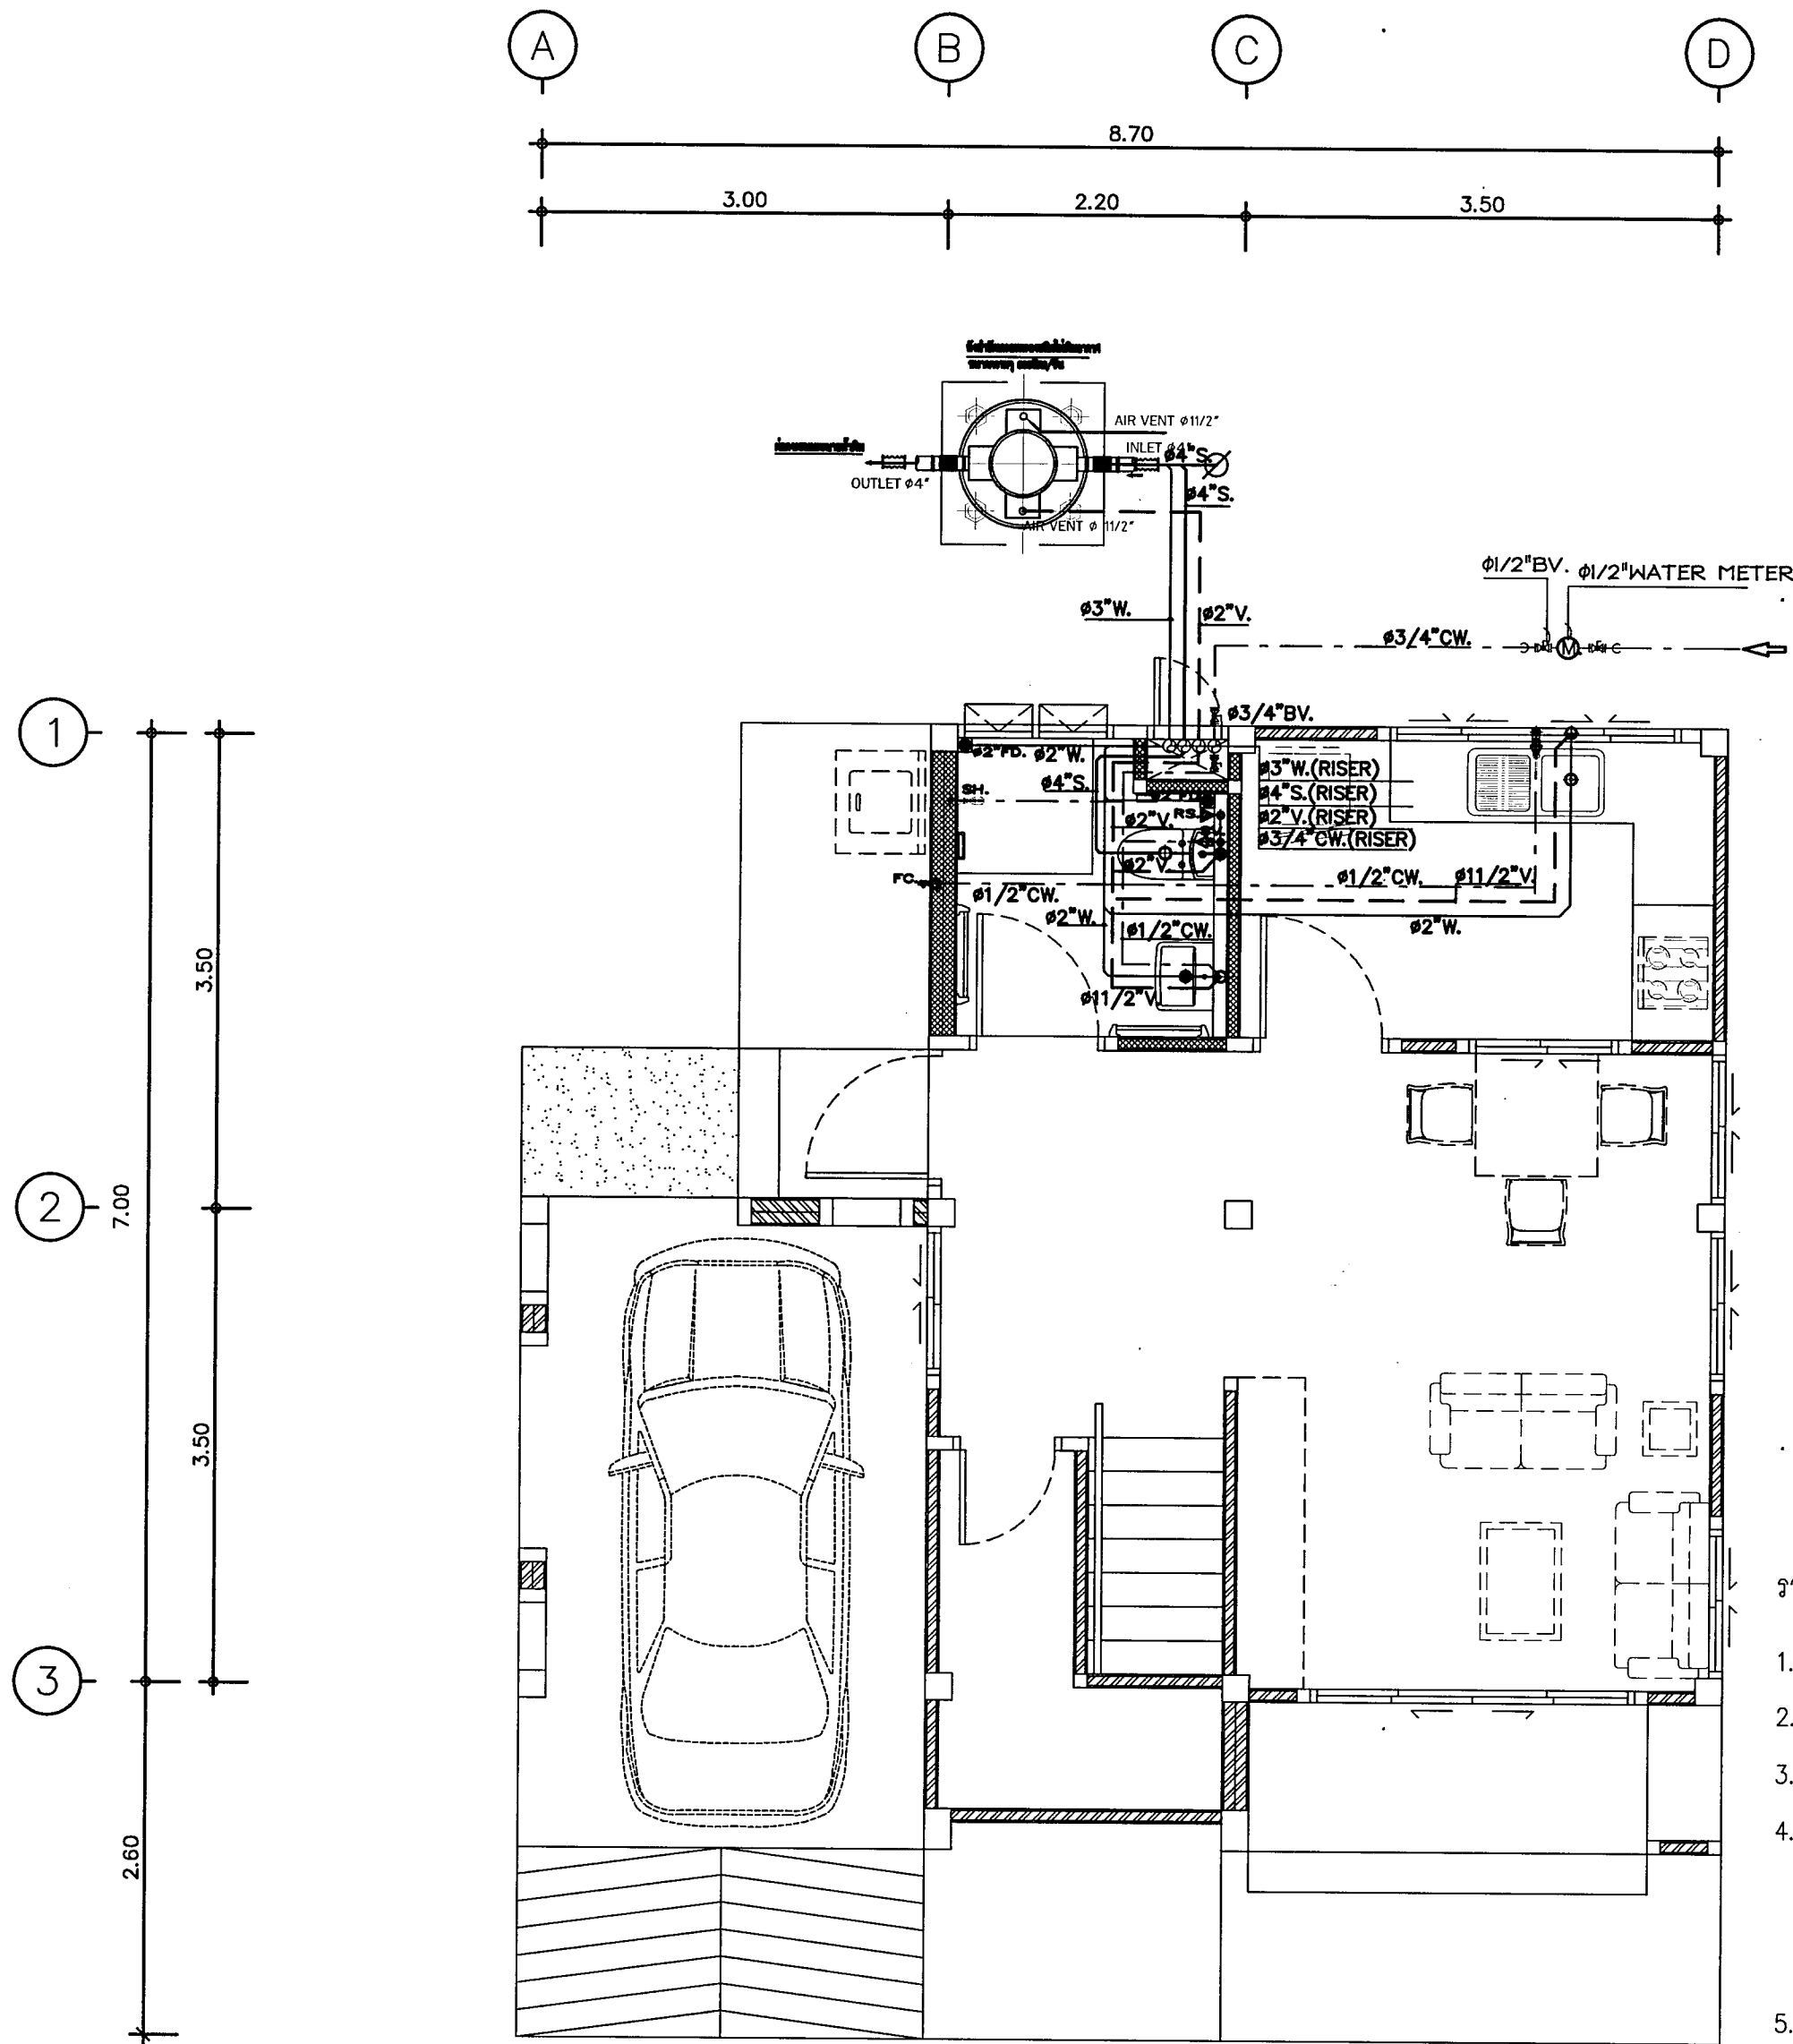 A
B
C
D
8.70
3.00
2.20
3.50
AIR VENT ø11/2"
INLET ø4"
ø4"S.
OUTLET ø4"
ø4"S.
AIR VENT ø 11/2"
ø1/2"BV.
ø1/2"WATER METER
ø3"W.
ø2"V.
ø3/4"CW.
M
1
ø3/4"BV.
ø2"FD.
ø2"W.
ø3"W.(RISER)
ø4"S.
SH.
ø2"FD.
ø4"S.(RISER)
RS.
ø2"V.
ø2"V.(RISER)
ø3/4"CW.(RISER)
ø2"V.
FC.
ø1/2"CW.
ø11/2"V.
ø1/2"CW.
ø2"W.
ø1/2"CW.
ø2"W.
ø11/2"V.
3.50
2
7.00
3.50
3
1.
2.
3.
4.
2.60
5.